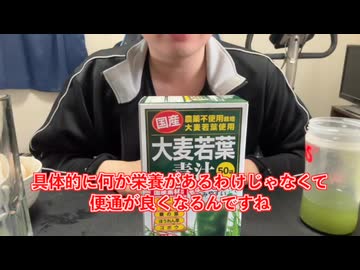 国産
農薬不使用栽培
大麦若葉使用
大麦若葉
青汁
具体的に何か栄養があるわけじゃなくて
便通が良くなるんですね